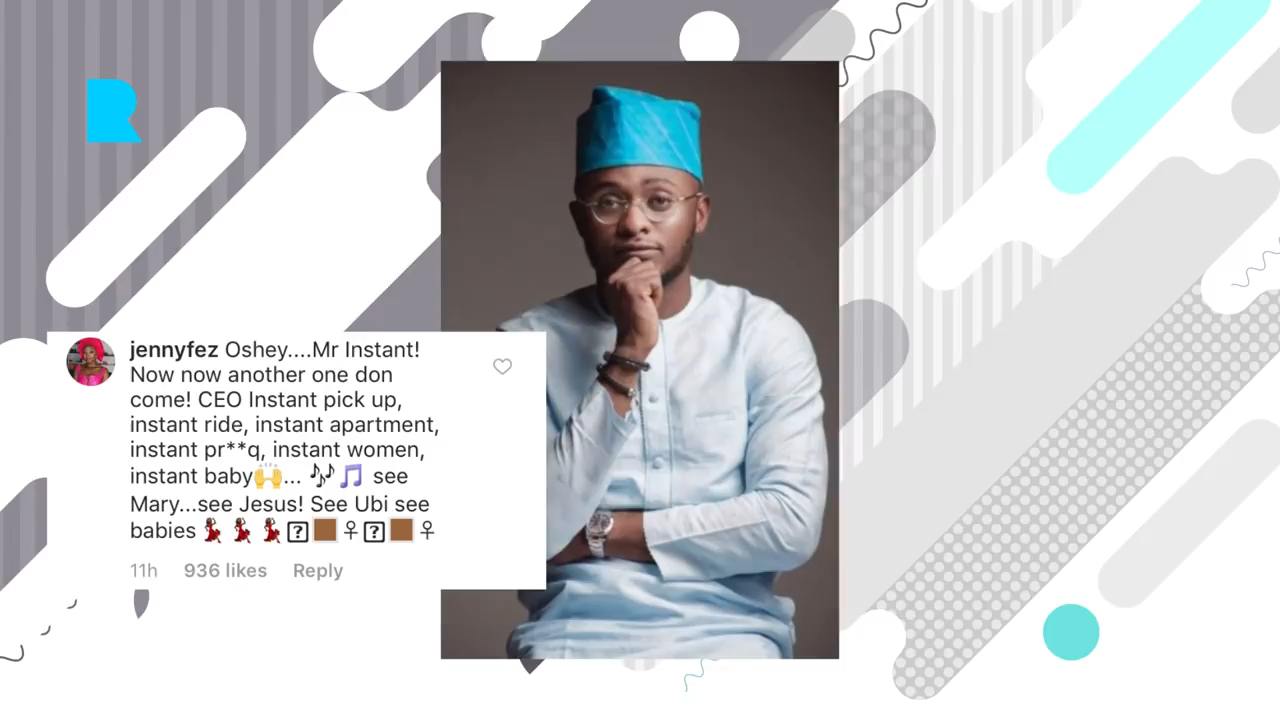 jennyfez Oshey....Mr Instant!
Now now another one don
come! CEO Instant pick up,
instant ride, instant apartment,
instant pr**q, instant women,
instant baby🙌... 🎶🎵 see
Mary...see Jesus! See Ubi see
babies💃🏾💃🏾💃🏾🏾♀🏾♀
11h 936 likes Reply